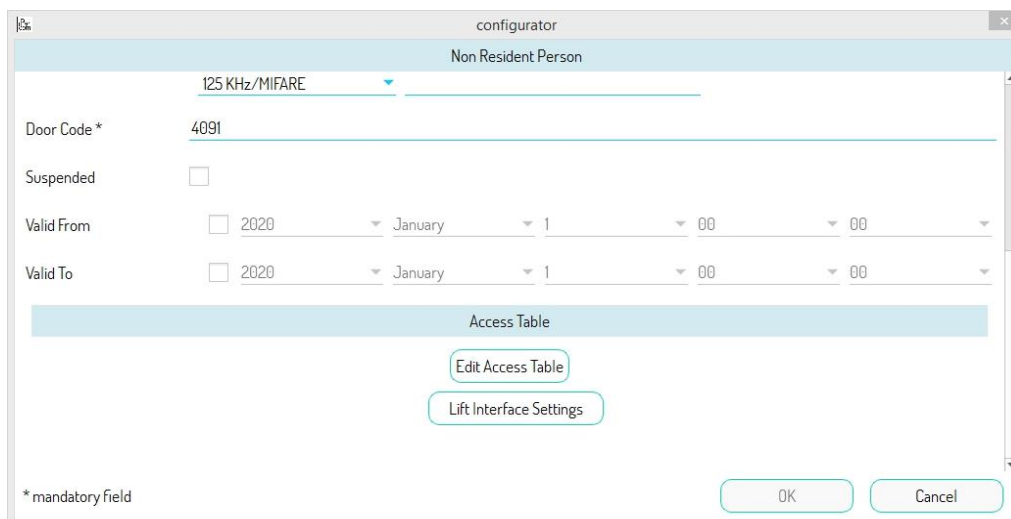 configurator
Non Resident Person
125 KHz/MIFARE
Door Code * 4091
Suspended
Valid From 2020 January 1 00 00
Valid To 2020 January 1 00 00
Access Table
Edit Access Table
Lift Interface Settings
* mandatory field OK Cancel